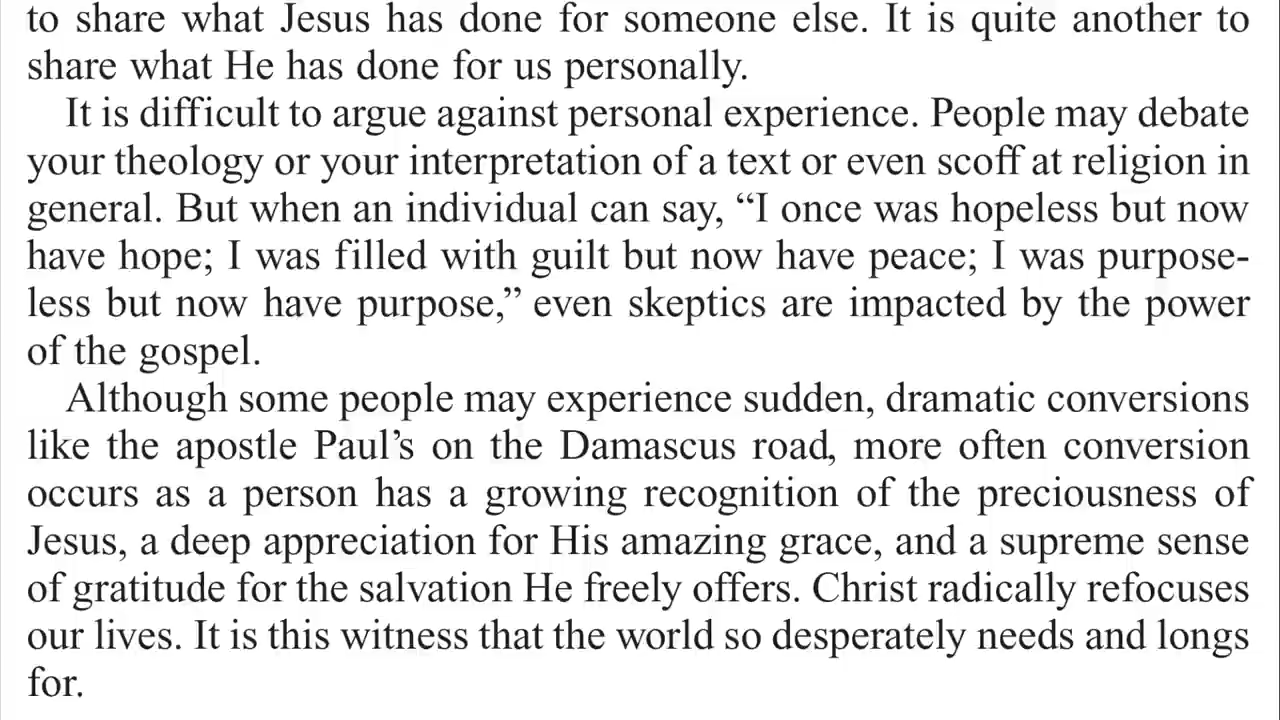 to share what Jesus has done for someone else. It is quite another to
share what He has done for us personally.
It is difficult to argue against personal experience. People may debate
your theology or your interpretation of a text or even scoff at religion in
general. But when an individual can say, “I once was hopeless but now
have hope; I was filled with guilt but now have peace; I was purpose-
less but now have purpose,” even skeptics are impacted by the power
of the gospel.
Although some people may experience sudden, dramatic conversions
like the apostle Paul’s on the Damascus road, more often conversion
occurs as a person has a growing recognition of the preciousness of
Jesus, a deep appreciation for His amazing grace, and a supreme sense
of gratitude for the salvation He freely offers. Christ radically refocuses
our lives. It is this witness that the world so desperately needs and longs
for.